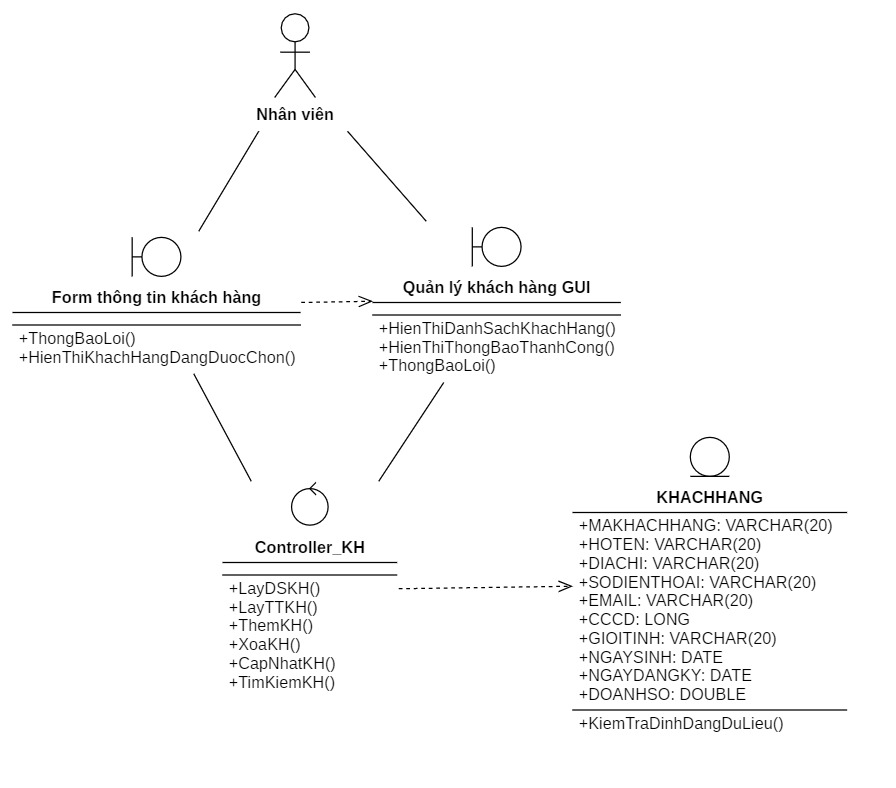 Nhân viên
Form thông tin khách hàng
+ThongBaoLoi()
+HienThiKhachHangDangDuocChon()
Quản lý khách hàng GUI
+HienThiDanhSachKhachHang()
+HienThiThongBaoThanhCong()
+ThongBaoLoi()
Controller_KH
+LayDSKH()
+LayTTKH()
+ThemKH()
+XoaKH()
+CapNhatKH()
+TimKiemKH()
KHACHHANG
+MAKHACHHANG: VARCHAR(20)
+HOTEN: VARCHAR(20)
+DIACHI: VARCHAR(20)
+SODIENTHOAI: VARCHAR(20)
+EMAIL: VARCHAR(20)
+CCCD: LONG
+GIOITINH: VARCHAR(20)
+NGAYSINH: DATE
+NGAYDANGKY: DATE
+DOANHSO: DOUBLE
+KiemTraDinhDangDuLieu()